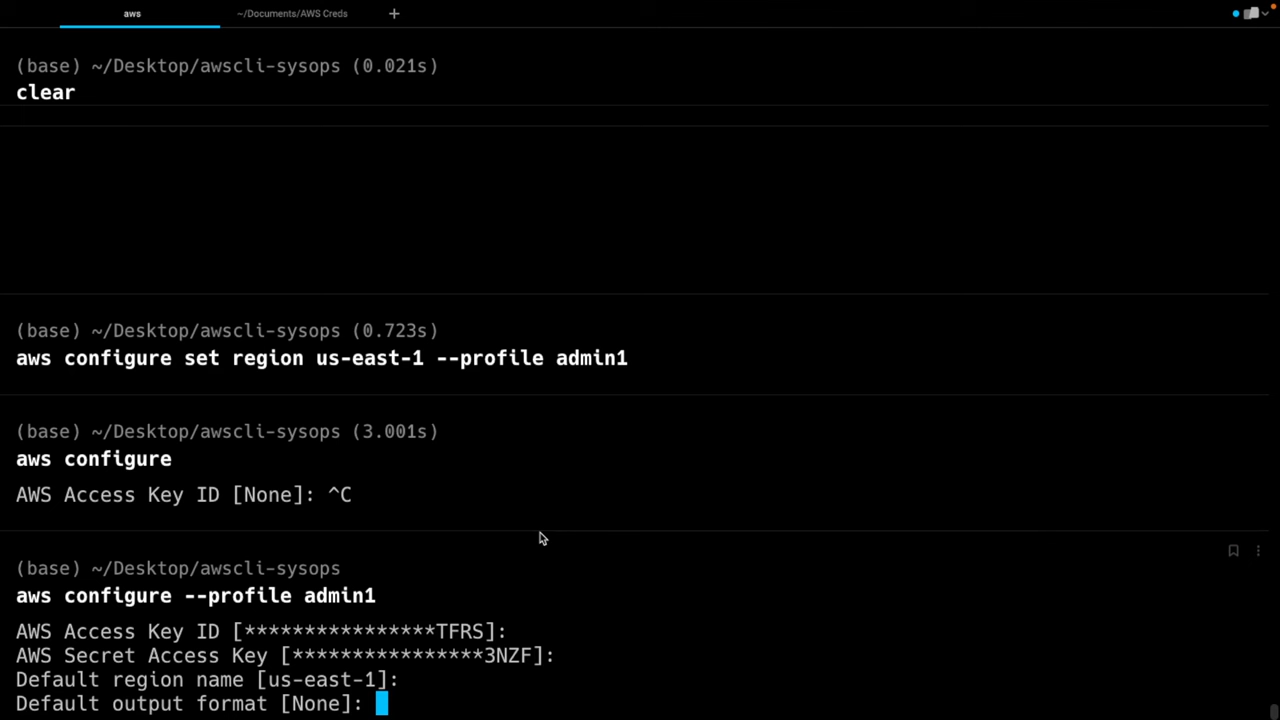 aws
~/Documents/AWS Creds
+
(base) ~/Desktop/awscli-sysops (0.021s)
clear
(base) ~/Desktop/awscli-sysops (0.723s)
aws configure set region us-east-1 --profile admin1
(base) ~/Desktop/awscli-sysops (3.001s)
aws configure
AWS Access Key ID [None]: ^C
(base) ~/Desktop/awscli-sysops
aws configure --profile admin1
AWS Access Key ID [****************TFRS]:
AWS Secret Access Key [****************3NZF]:
Default region name [us-east-1]:
Default output format [None]: